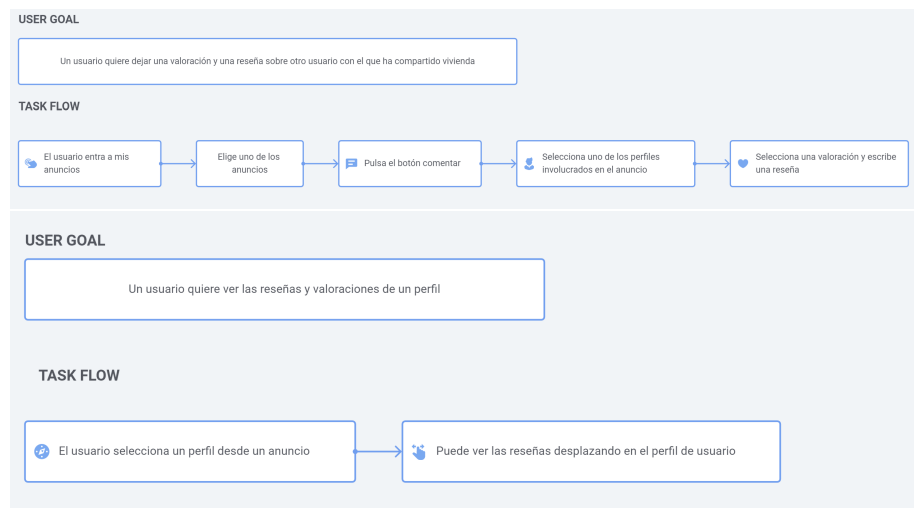 USER GOAL
Un usuario quiere dejar una valoración y una reseña sobre otro usuario con el que ha compartido vivienda
TASK FLOW
El usuario entra a mis
anuncios
Elige uno de los
anuncios
Pulsa el botón comentar
Selecciona uno de los perfiles
involucrados en el anuncio
Selecciona una valoración y escribe
una reseña
USER GOAL
Un usuario quiere ver las reseñas y valoraciones de un perfil
TASK FLOW
El usuario selecciona un perfil desde un anuncio
Puede ver las reseñas desplazando en el perfil de usuario